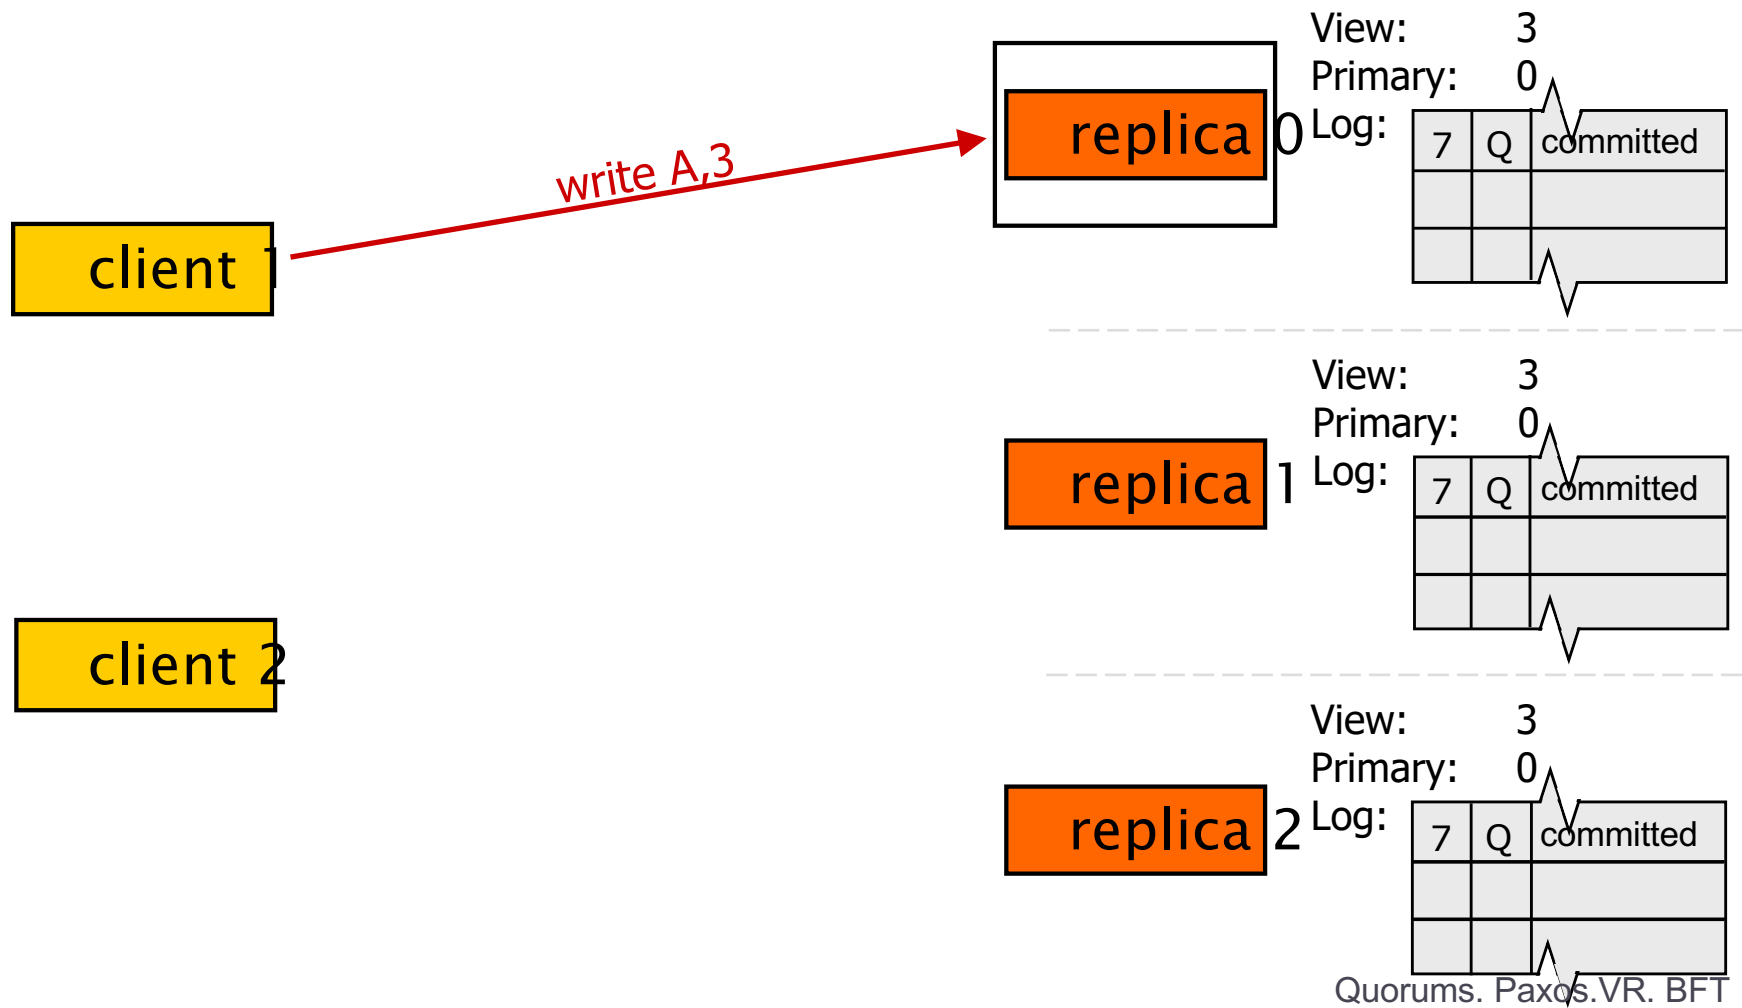 View: 3
Primary: 0
Log:
replica 0
7 Q committed
write A,3
client 1
View: 3
Primary: 0
Log:
replica 1
7 Q committed
client 2
View: 3
Primary: 0
Log:
replica 2
7 Q committed
Quorums. Paxos.VR. BFT